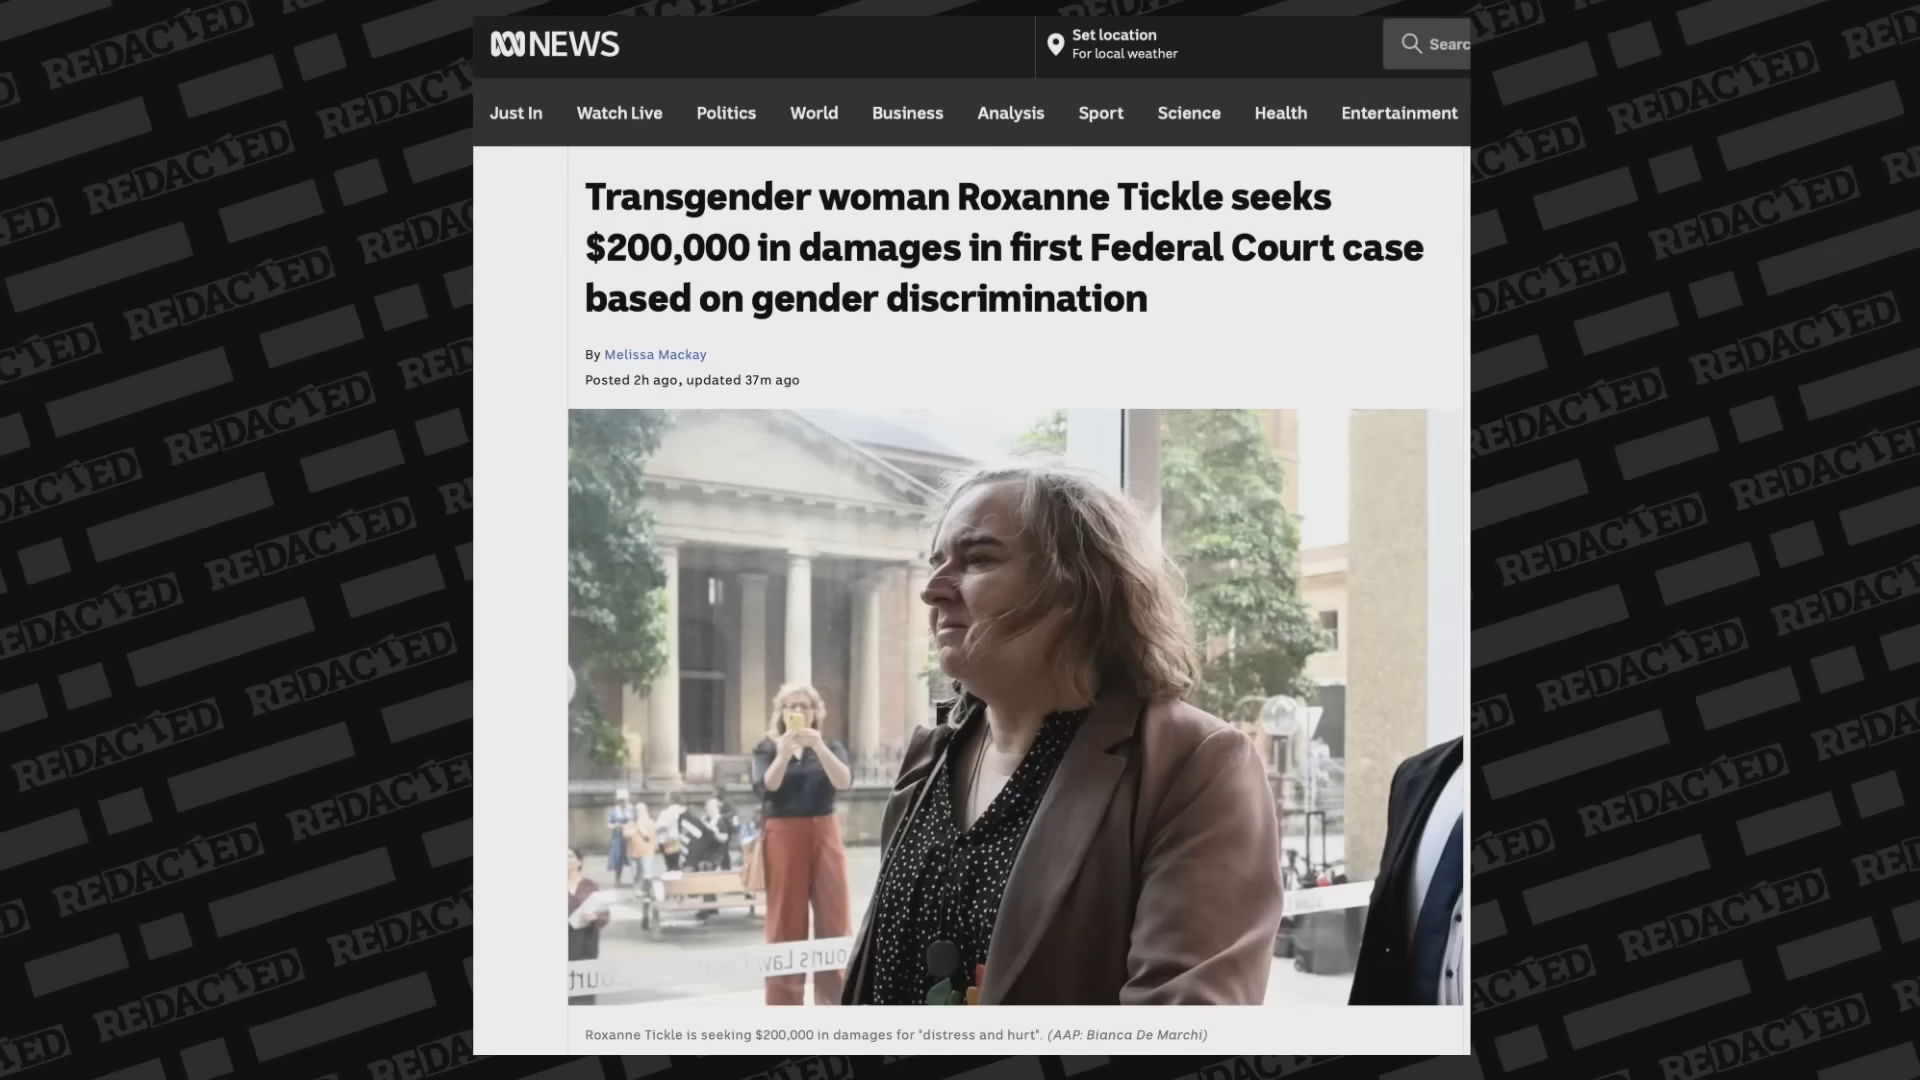 NEWS
Set location
For local weather
Searc
Just In Watch Live Politics World Business Analysis Sport Science Health Entertainment
Transgender woman Roxanne Tickle seeks
$200,000 in damages in first Federal Court case
based on gender discrimination
By Melissa Mackay
Posted 2h ago, updated 37m ago
Roxanne Tickle is seeking $200,000 in damages for "distress and hurt". (AAP: Bianca De Marchi)
REDACTED